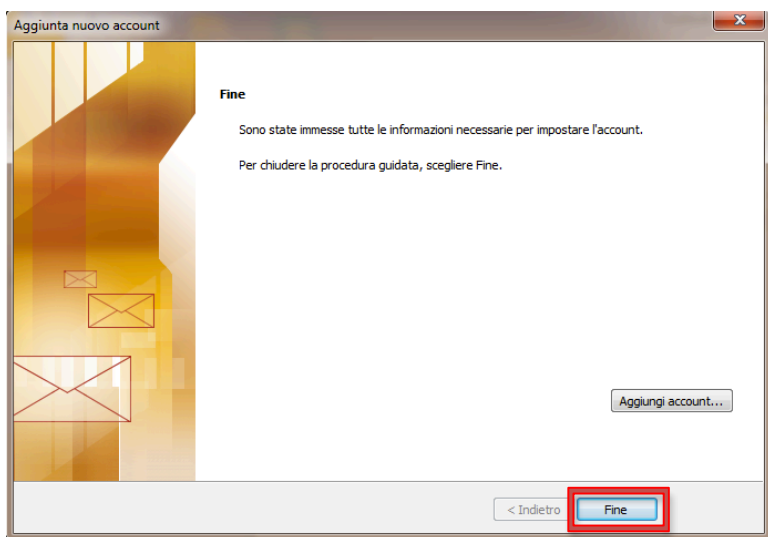 Aggiunta nuovo account
Fine
Sono state immesse tutte le informazioni necessarie per impostare l'account.
Per chiudere la procedura guidata, scegliere Fine.
Aggiungi account...
< Indietro
Fine